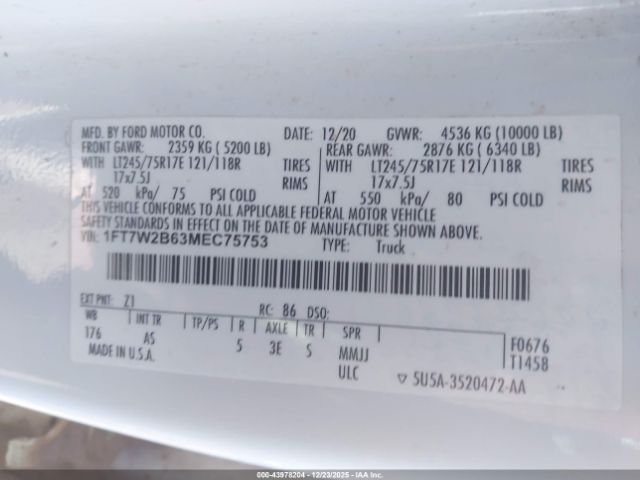 MFD. BY FORD MOTOR CO. DATE: 12/20 GVWR: 4536 KG (10000 LB)
FRONT GAWR: 2359 KG ( 5200 LB) REAR GAWR: 2876 KG ( 6340 LB)
WITH LT245/75R17E 121/118R TIRES WITH LT245/75R17E 121/118R TIRES
17x7.5J RIMS 17x7.5J RIMS
AT 520 kPa/ 75 PSI COLD AT 550 kPa/ 80 PSI COLD
THIS VEHICLE CONFORMS TO ALL APPLICABLE FEDERAL MOTOR VEHICLE
SAFETY STANDARDS IN EFFECT ON THE DATE OF MANUFACTURE SHOWN ABOVE.
VIN: 1FT7W2B63MEC75753 TYPE: Truck
EXT PNT: Z1 RC: 86 DSO:
WB INT TR TP/PS R AXLE TR SPR F0676
176 AS 5 3E S MMJJ T1458
MADE IN U.S.A. ULC ▽ 5U5A-3520472-AA
000-43978204 - 12/23/2025 - IAAI.COM